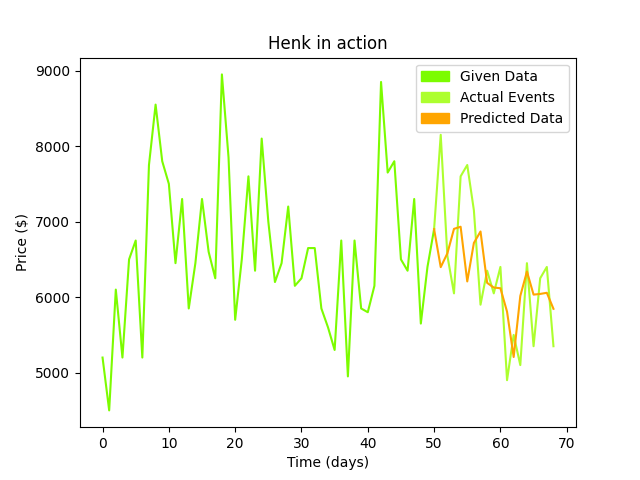 Henk in action
Given Data
Actual Events
Predicted Data
Price ($)
9000
8000
7000
6000
5000
0 10 20 30 40 50 60 70
Time (days)